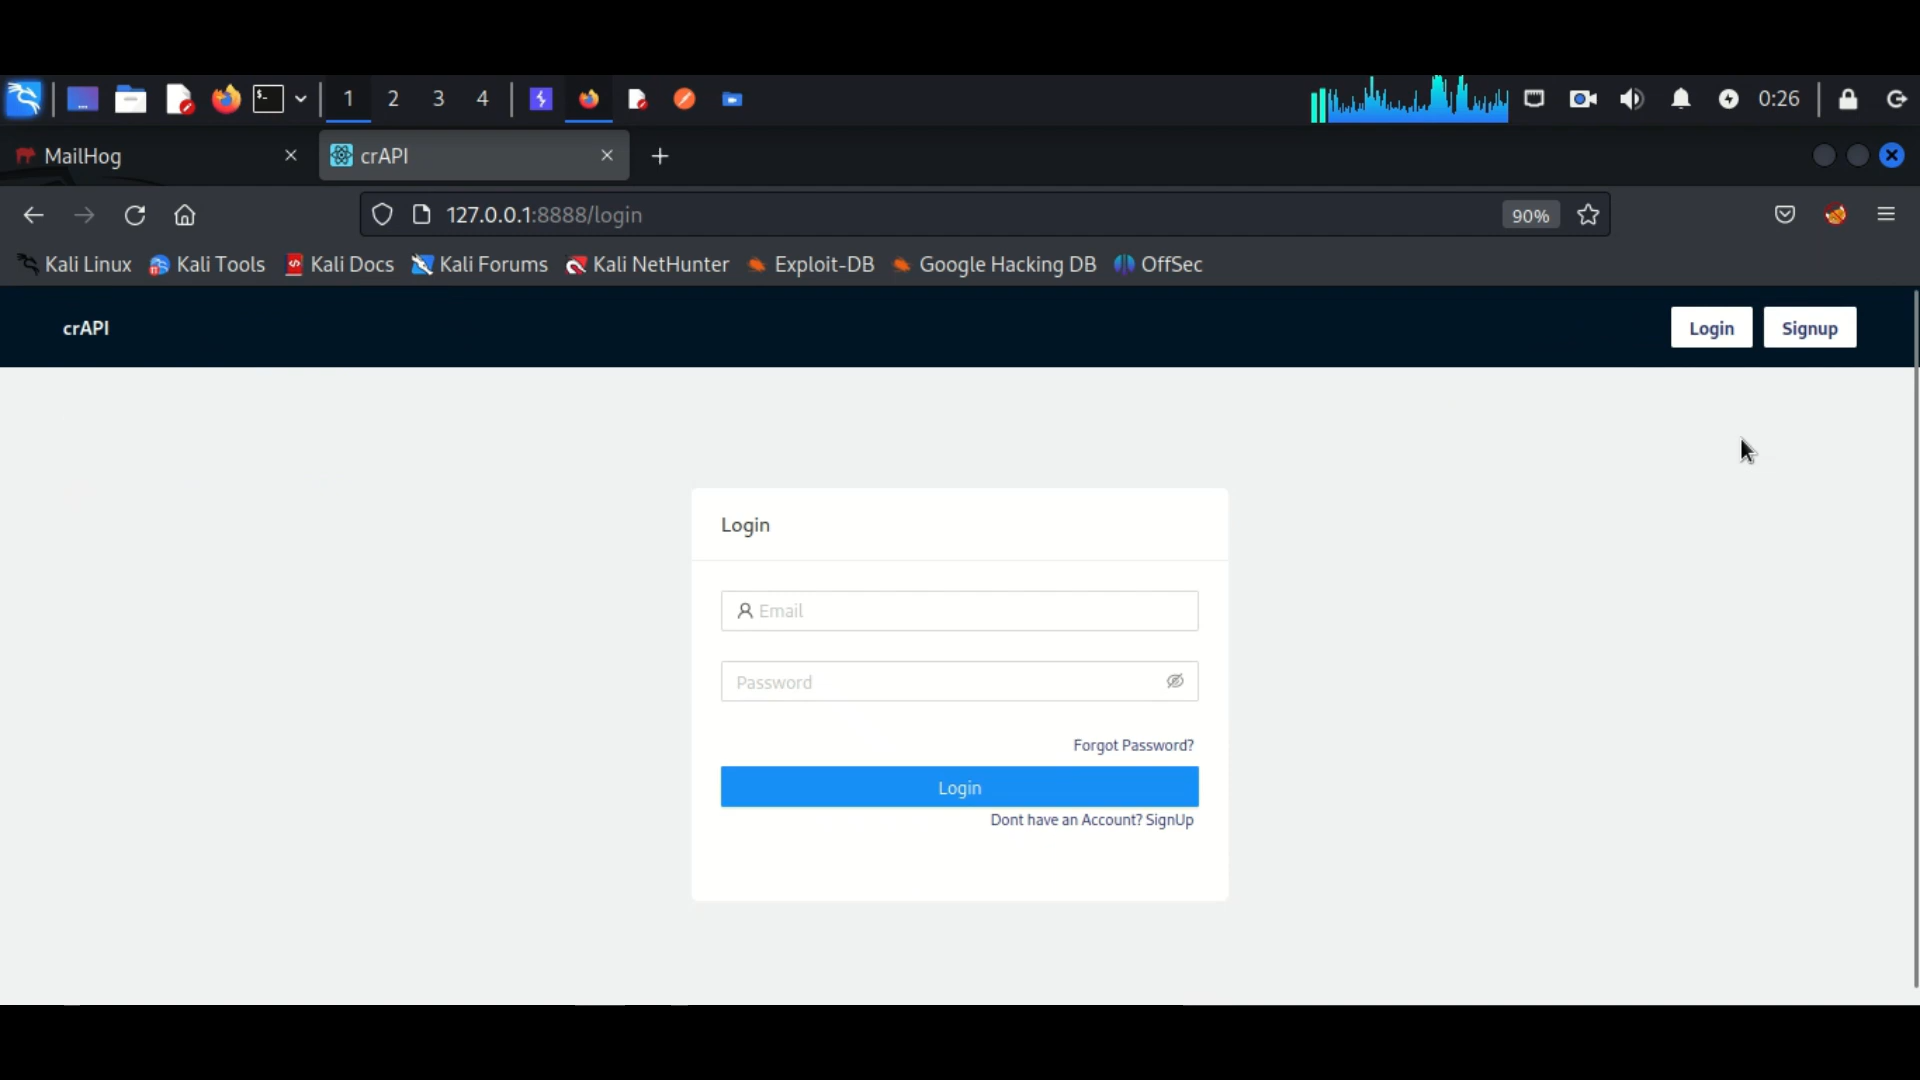 1 2 3 4 0:26
MailHog crAPI
127.0.0.1:8888/login 90%
Kali Linux Kali Tools Kali Docs Kali Forums Kali NetHunter Exploit-DB Google Hacking DB OffSec
crAPI Login Signup
Login
Email
Password
Forgot Password?
Login
Dont have an Account? SignUp